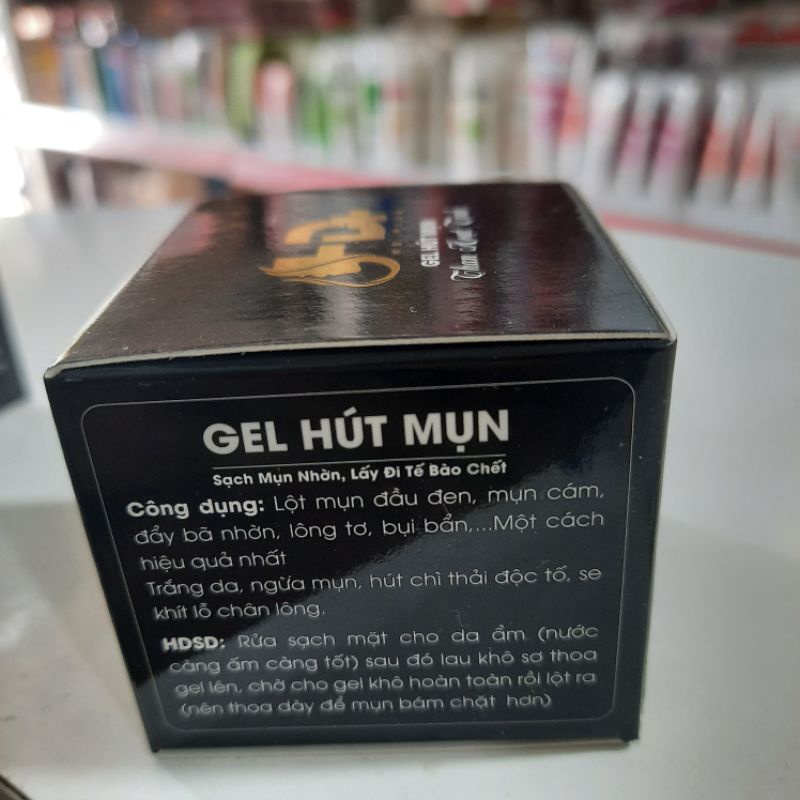 GEL HÚT MỤN
GEL HÚT MỤN
Sạch Mụn Nhờn, Lấy Đi Tế Bào Chết
Công dụng: Lột mụn đầu đen, mụn cám,
đẩy bã nhờn, lông tơ, bụi bẩn,...Một cách
hiệu quả nhất
Trắng da, ngừa mụn, hút chì thải độc tố, se
khít lỗ chân lông,
HDSD: Rửa sạch mặt cho da ẩm (nước
càng ấm càng tốt) sau đó lau khô sơ thoa
gel lên, chờ cho gel khô hoàn toàn rồi lột ra
(nên thoa dày để mụn bám chặt hơn)